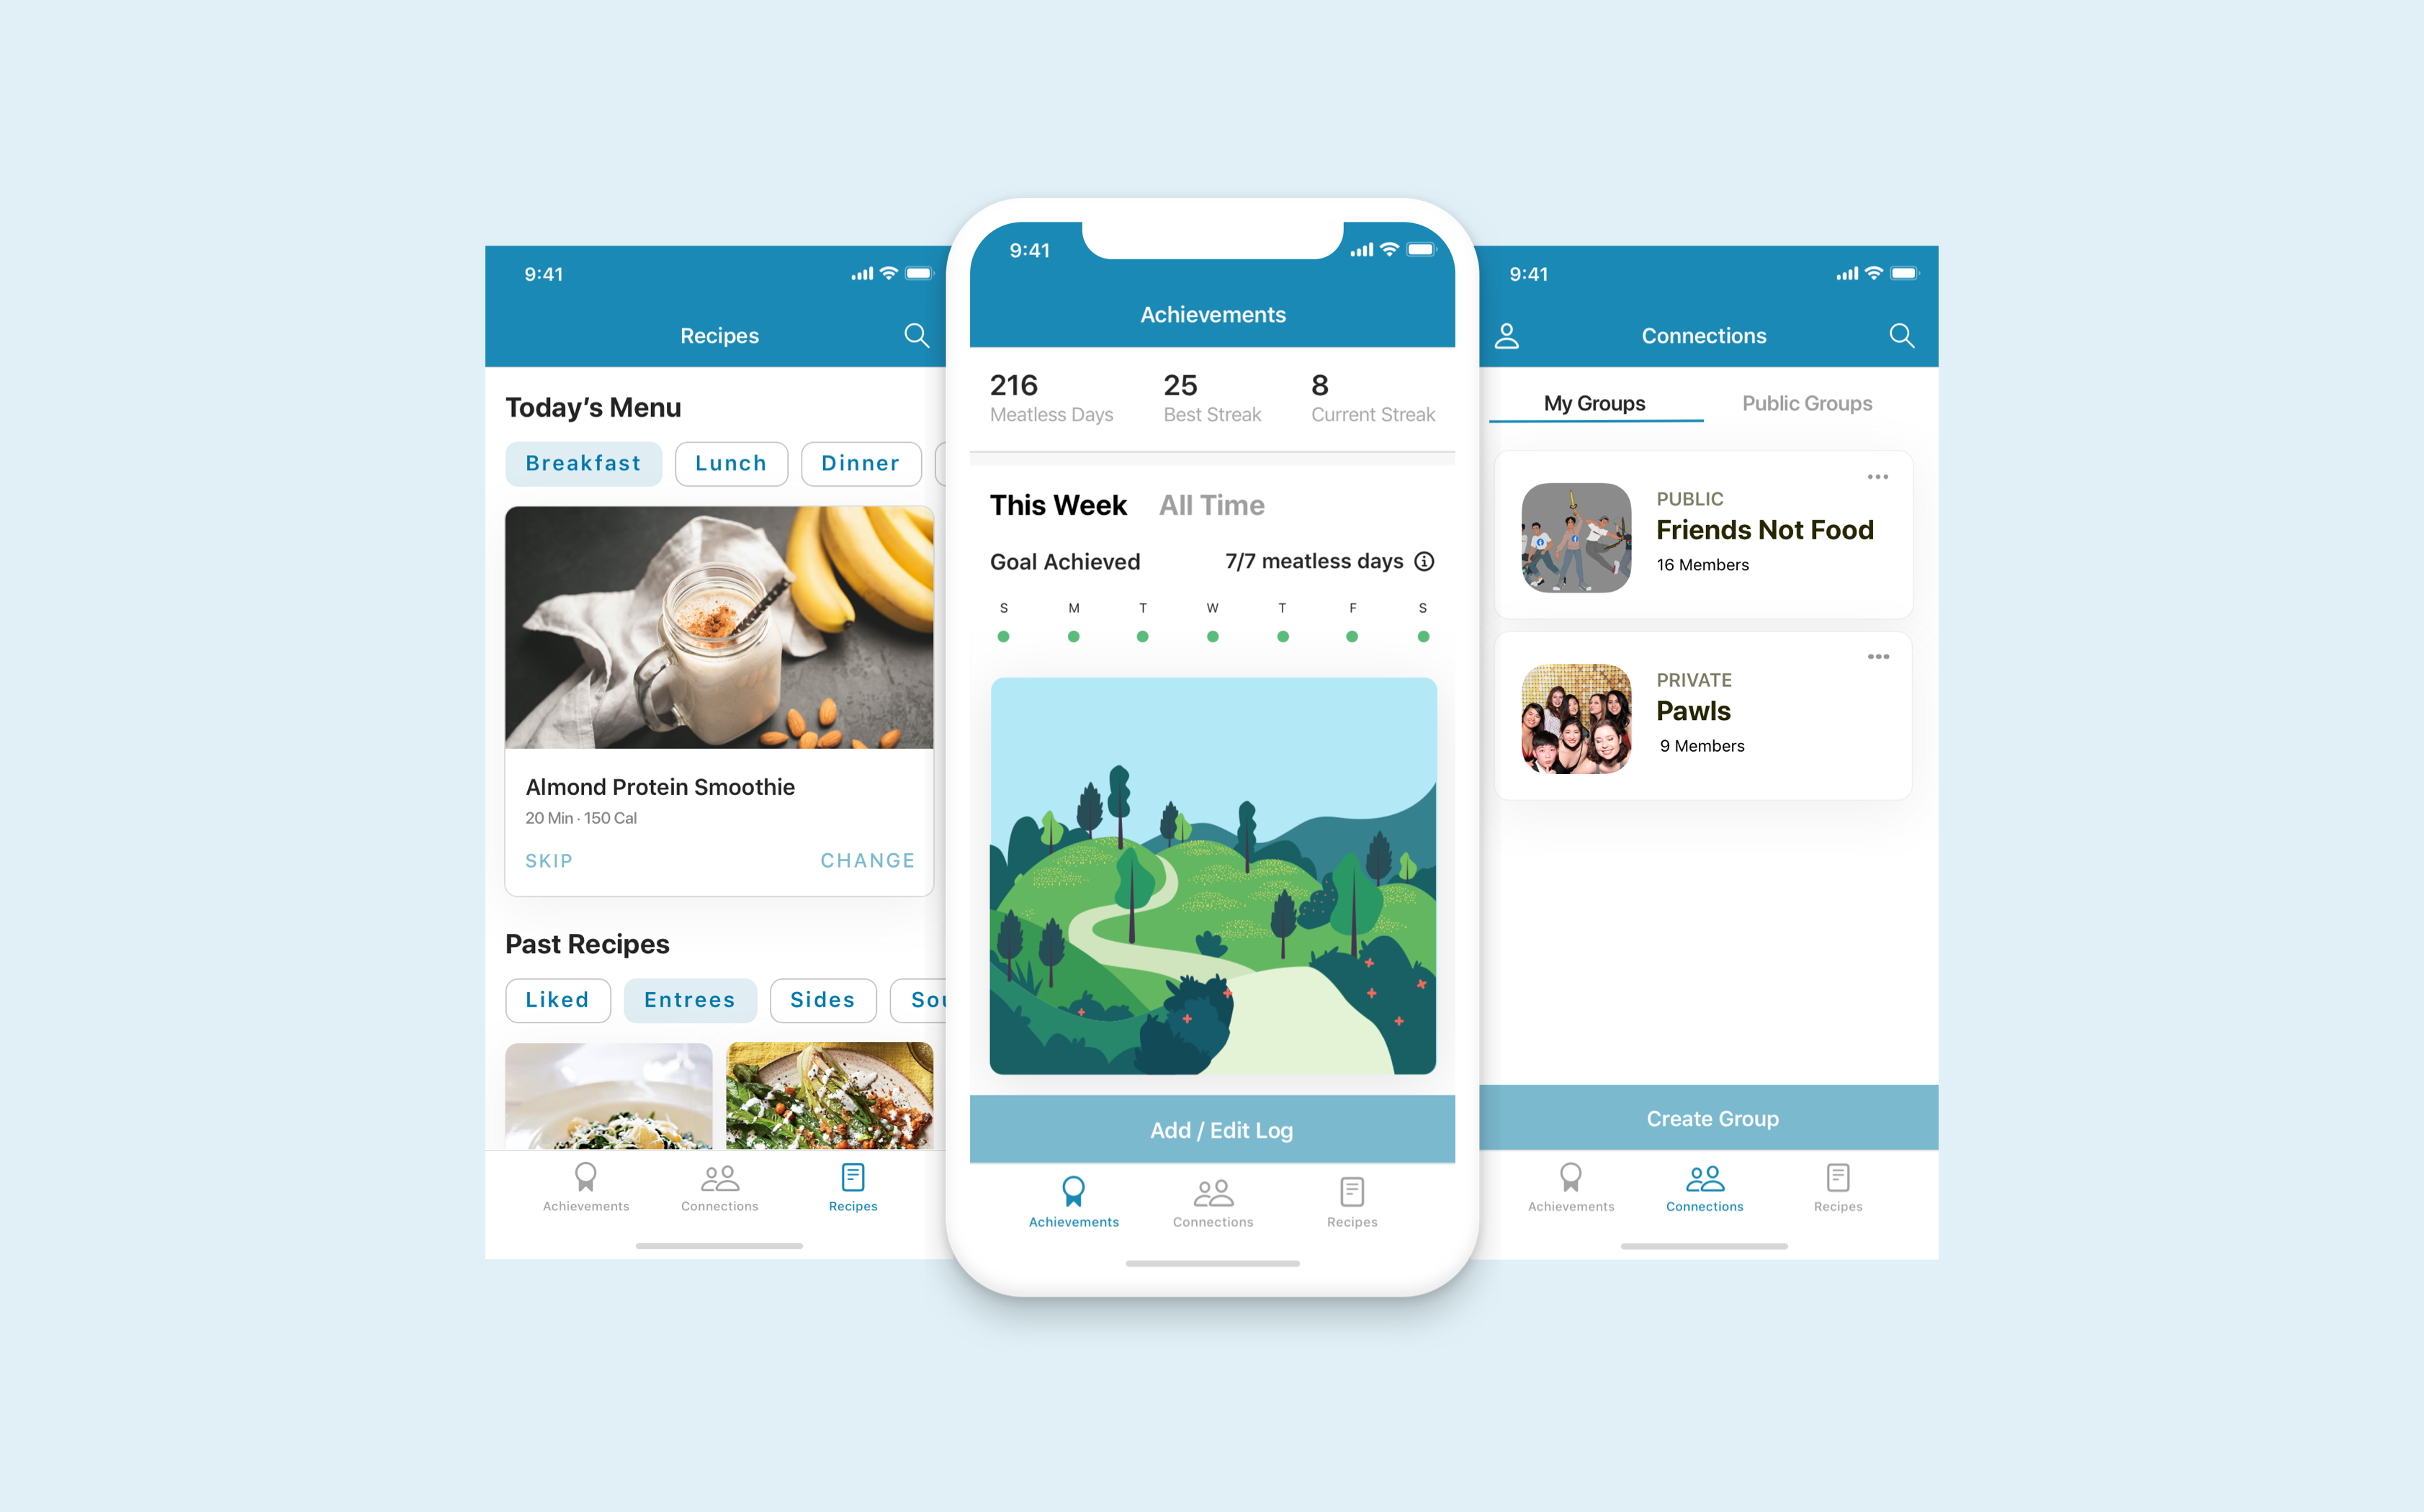 9:41
Recipes
Today's Menu
Breakfast Lunch Dinner
Almond Protein Smoothie
20 Min · 150 Cal
SKIP CHANGE
Past Recipes
Liked Entrees Sides
Achievements Connections Recipes
9:41
Achievements
216 25 8
Meatless Days Best Streak Current Streak
This Week All Time
Goal Achieved 7/7 meatless days
S M T W T F S
Add / Edit Log
Achievements Connections Recipes
9:41
Connections
My Groups Public Groups
PUBLIC
Friends Not Food
16 Members
PRIVATE
Pawls
9 Members
Create Group
Achievements Connections Recipes